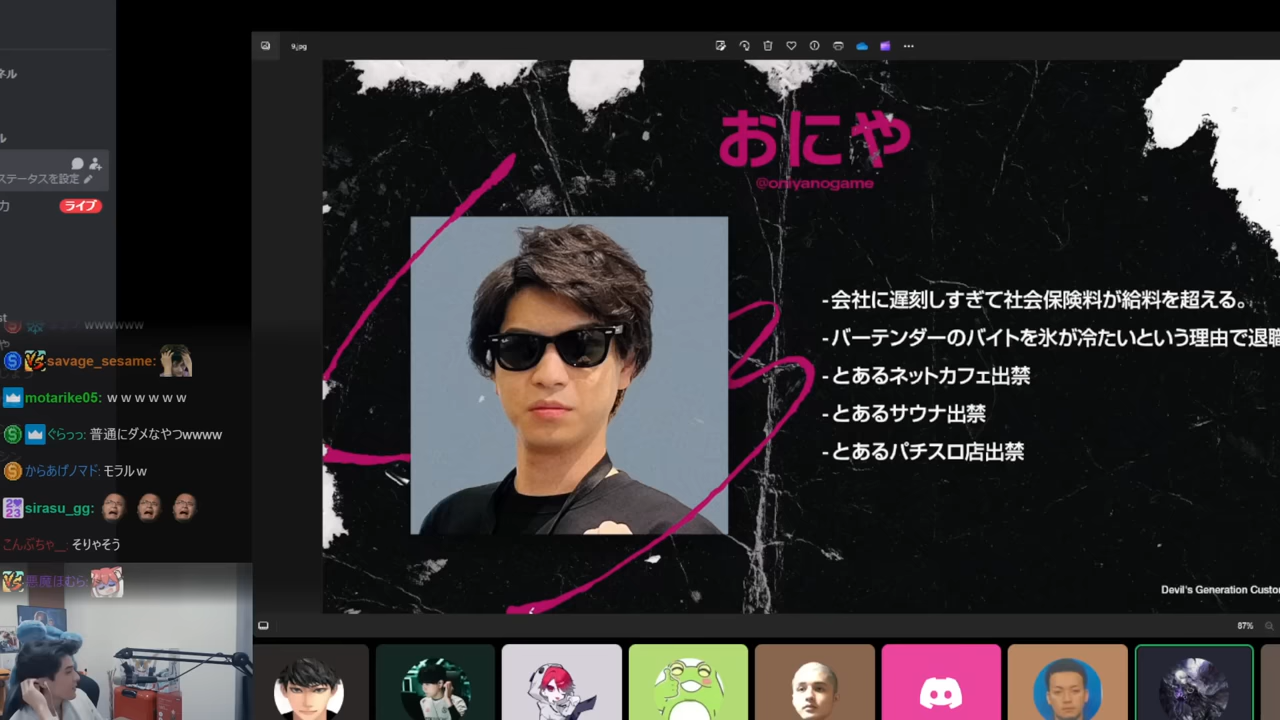 9.jpg
おにや
@oniyanogame
-会社に遅刻しすぎて社会保険料が給料を超える。
-バーテンダーのバイトを氷が冷たいという理由で退職
-とあるネットカフェ出禁
-とあるサウナ出禁
-とあるパチスロ店出禁
Devil's Generation Custo
87%
ネル
ル
ステータスを設定
力
ライブ
st
wwwwww
や
savage_sesame:
motarike05: w w w w w w
ぐらっっ: 普通にダメなやつwwww
からあげノマド: モラルw
sirasu_gg:
こんぶちゃ__: そりゃそう
悪魔ほむら: